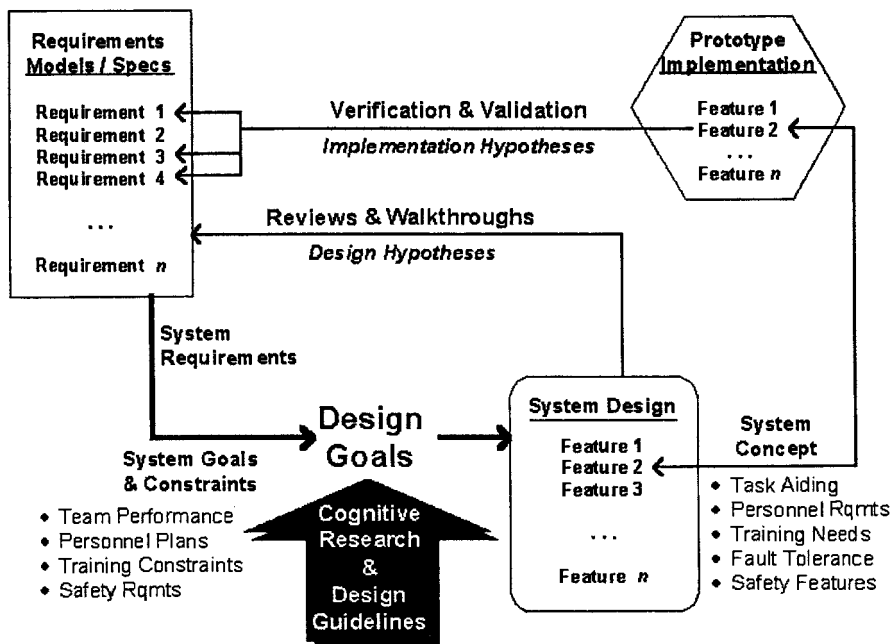 Requirements
Models / Specs
Requirement 1
Requirement 2
Requirement 3
Requirement 4
...
Requirement n
Prototype
Implementation
Feature 1
Feature 2
...
Feature n
Verification & Validation
Implementation Hypotheses
Reviews & Walkthroughs
Design Hypotheses
System
Requirements
Design
Goals
System Goals
& Constraints
• Team Performance
• Personnel Plans
• Training Constraints
• Safety Rqmts
Cognitive
Research
&
Design
Guidelines
System Design
Feature 1
Feature 2
Feature 3
...
Feature n
System
Concept
• Task Aiding
• Personnel Rqmts
• Training Needs
• Fault Tolerance
• Safety Features